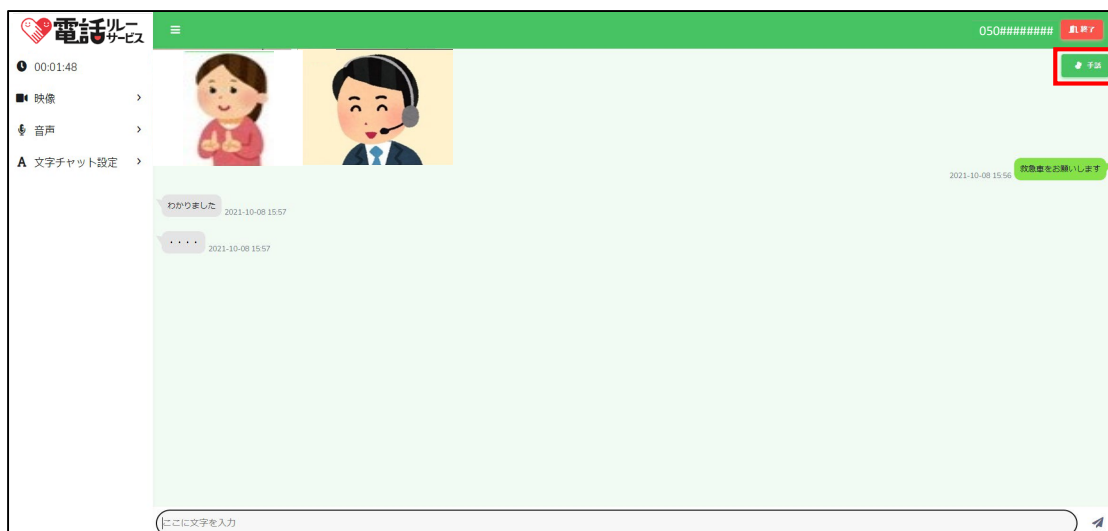 電話リレーサービス
050######## 終了
00:01:48
手話
映像
音声
A 文字チャット設定
2021-10-08 15:56 救急車をお願いします
わかりました 2021-10-08 15:57
・・・・ 2021-10-08 15:57
ここに文字を入力